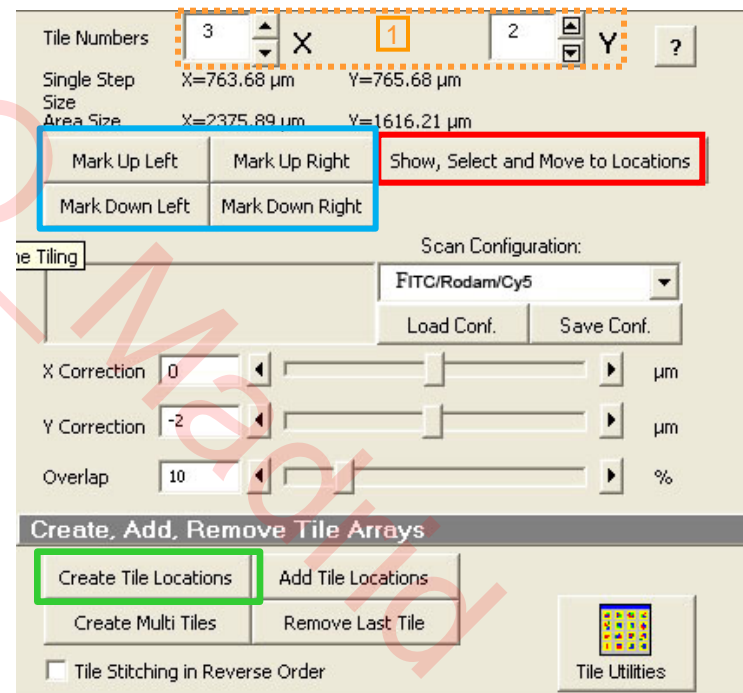 Tile Numbers 3 X 1 2 Y ?
Single Step Size X=763.68 µm Y=765.68 µm
Area Size X=2375.89 µm Y=1616.21 µm
Mark Up Left Mark Up Right Show, Select and Move to Locations
Mark Down Left Mark Down Right
Scan Configuration:
ne Tiling
FITC/Rodam/Cy5
Load Conf. Save Conf.
X Correction 0 µm
Y Correction -2 µm
Overlap 10 %
Create, Add, Remove Tile Arrays
Create Tile Locations Add Tile Locations
Create Multi Tiles Remove Last Tile
Tile Stitching in Reverse Order Tile Utilities
Madrid